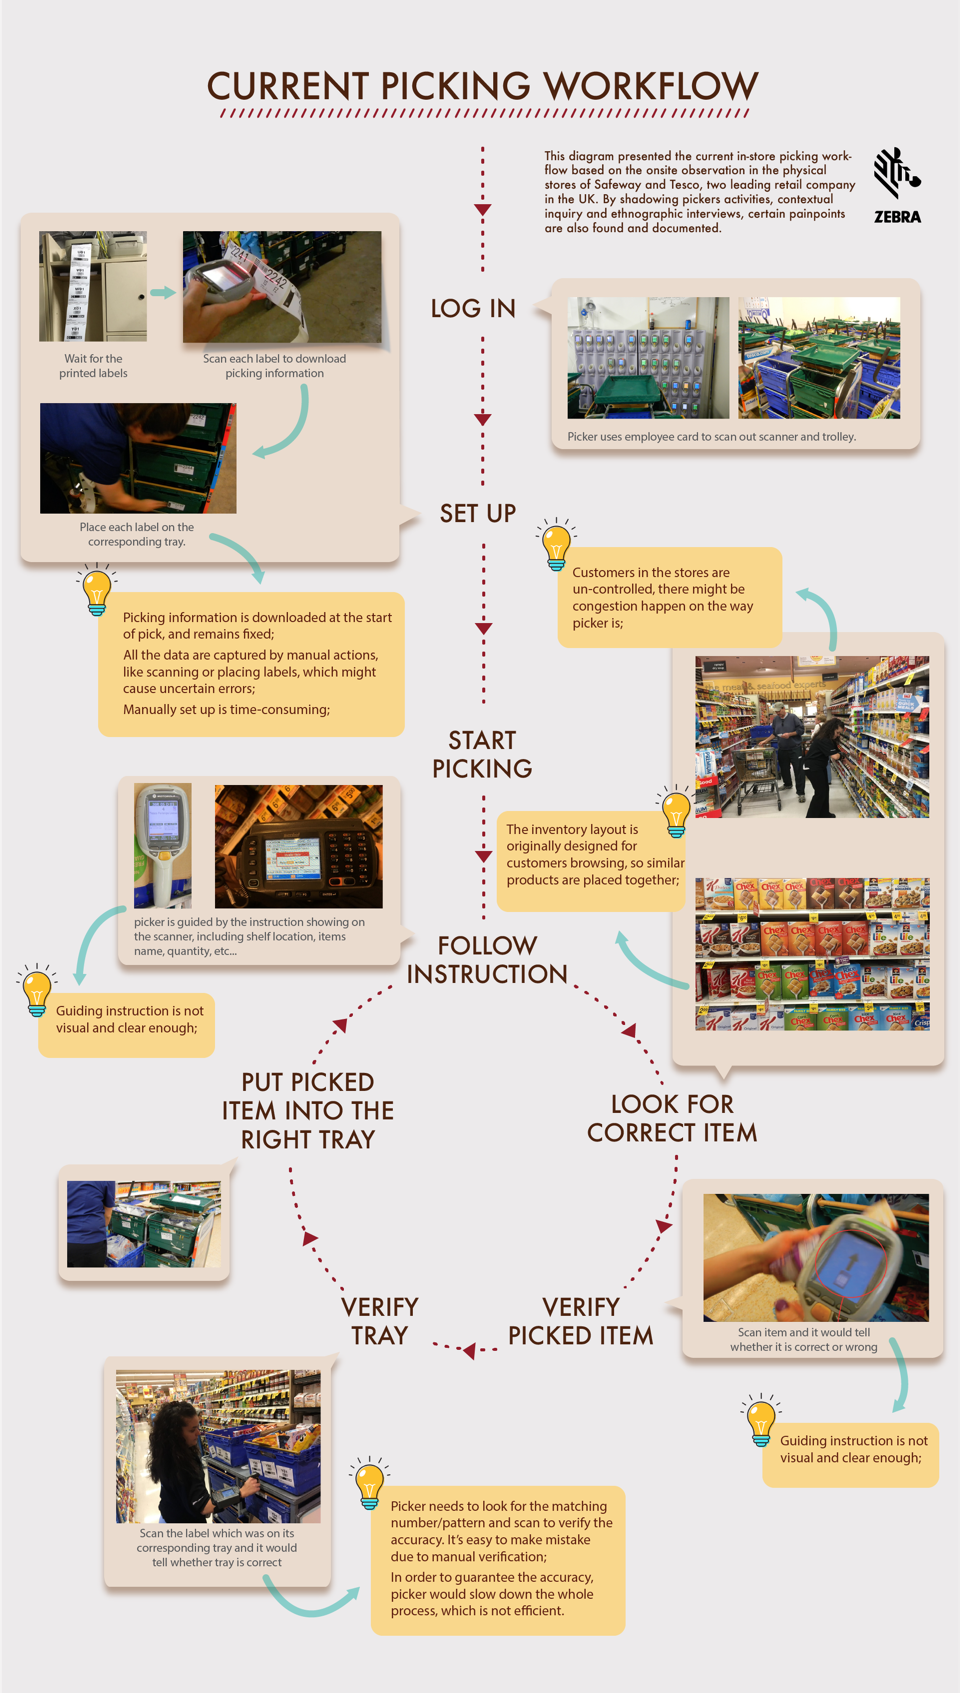 CURRENT PICKING WORKFLOW
This diagram presented the current in-store picking work-
flow based on the onsite observation in the physical
stores of Safeway and Tesco, two leading retail company
in the UK. By shadowing pickers activities, contextual
inquiry and ethnographic interviews, certain painpoints
are also found and documented.
ZEBRA
LOG IN
Picker uses employee card to scan out scanner and trolley.
2241
2242
Wait for the
printed labels
Scan each label to download
picking information
Place each label on the
corresponding tray.
SET UP
Picking information is downloaded at the start
of pick, and remains fixed;
All the data are captured by manual actions,
like scanning or placing labels, which might
cause uncertain errors;
Manually set up is time-consuming;
Customers in the stores are
un-controlled, there might be
congestion happen on the way
picker is;
START
PICKING
The inventory layout is
originally designed for
customers browsing, so similar
products are placed together;
Chex Chex Chex
picker is guided by the instruction showing on
the scanner, including shelf location, items
name, quantity, etc...
FOLLOW
INSTRUCTION
Guiding instruction is not
visual and clear enough;
PUT PICKED
ITEM INTO THE
RIGHT TRAY
LOOK FOR
CORRECT ITEM
VERIFY
TRAY
VERIFY
PICKED ITEM
Scan item and it would tell
whether it is correct or wrong
Guiding instruction is not
visual and clear enough;
Scan the label which was on its
corresponding tray and it would
tell whether tray is correct
Picker needs to look for the matching
number/pattern and scan to verify the
accuracy. It's easy to make mistake
due to manual verification;
In order to guarantee the accuracy,
picker would slow down the whole
process, which is not efficient.